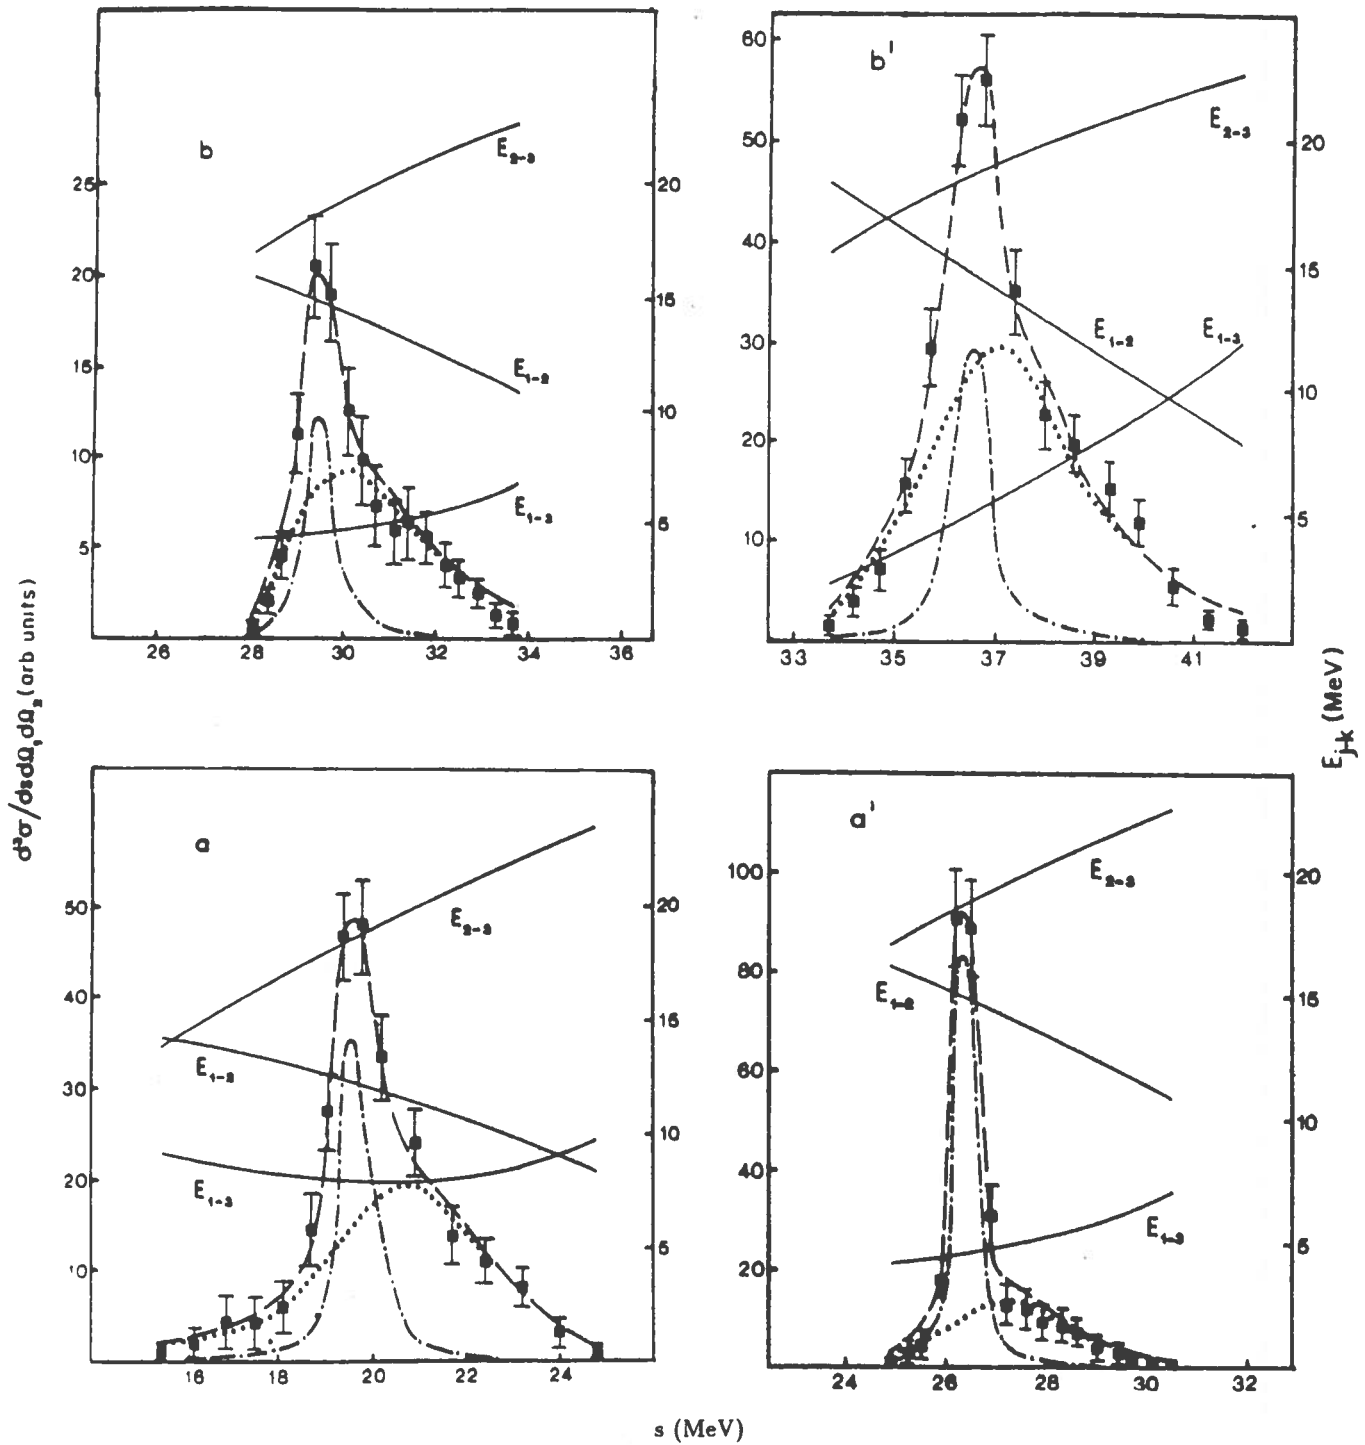 b
E₂₋₃
E₁₋₂
E₁₋₃
25
20
15
10
5
20
15
10
5
26 28 30 32 34 36
b'
E₂₋₃
E₁₋₂
E₁₋₃
60
50
40
30
20
10
20
15
10
5
33 35 37 39 41
d³σ/dsdΩ₁dΩ₂ (arb units)
E j-k (MeV)
a
E₂₋₃
E₁₋₂
E₁₋₃
50
40
30
20
10
20
15
10
5
16 18 20 22 24
a'
E₂₋₃
E₁₋₂
E₁₋₃
100
80
60
40
20
20
15
10
5
24 26 28 30 32
s (MeV)